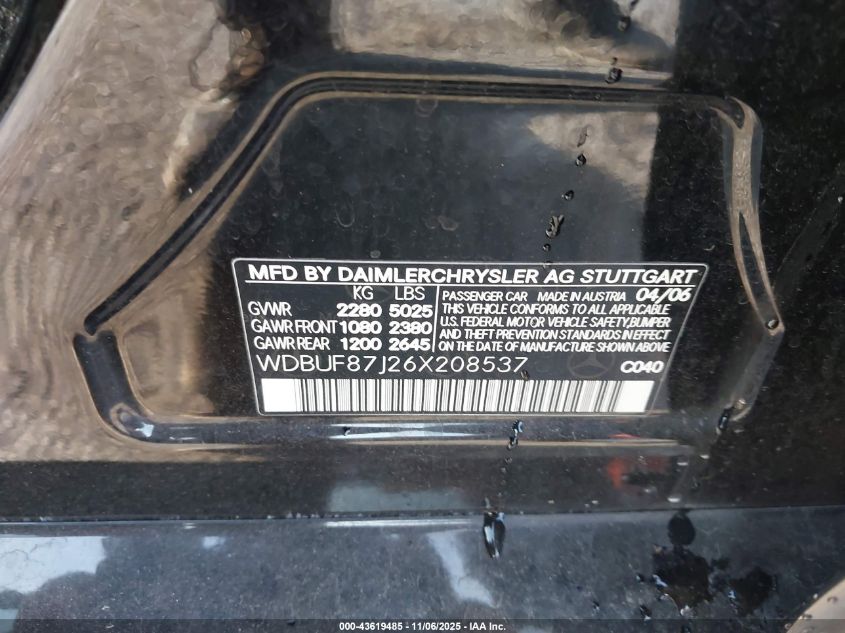 MFD BY DAIMLERCHRYSLER AG STUTTGART
KG LBS
GVWR 2280 5025
GAWR FRONT 1080 2380
GAWR REAR 1200 2645
PASSENGER CAR MADE IN AUSTRIA 04/06
THIS VEHICLE CONFORMS TO ALL APPLICABLE
U.S. FEDERAL MOTOR VEHICLE SAFETY, BUMPER
AND THEFT PREVENTION STANDARDS IN EFFECT
ON THE DATE OF MANUFACTURE SHOWN ABOVE.
WDBUF87J26X208537
C040
000-43619485 - 11/06/2025 - IAA Inc.